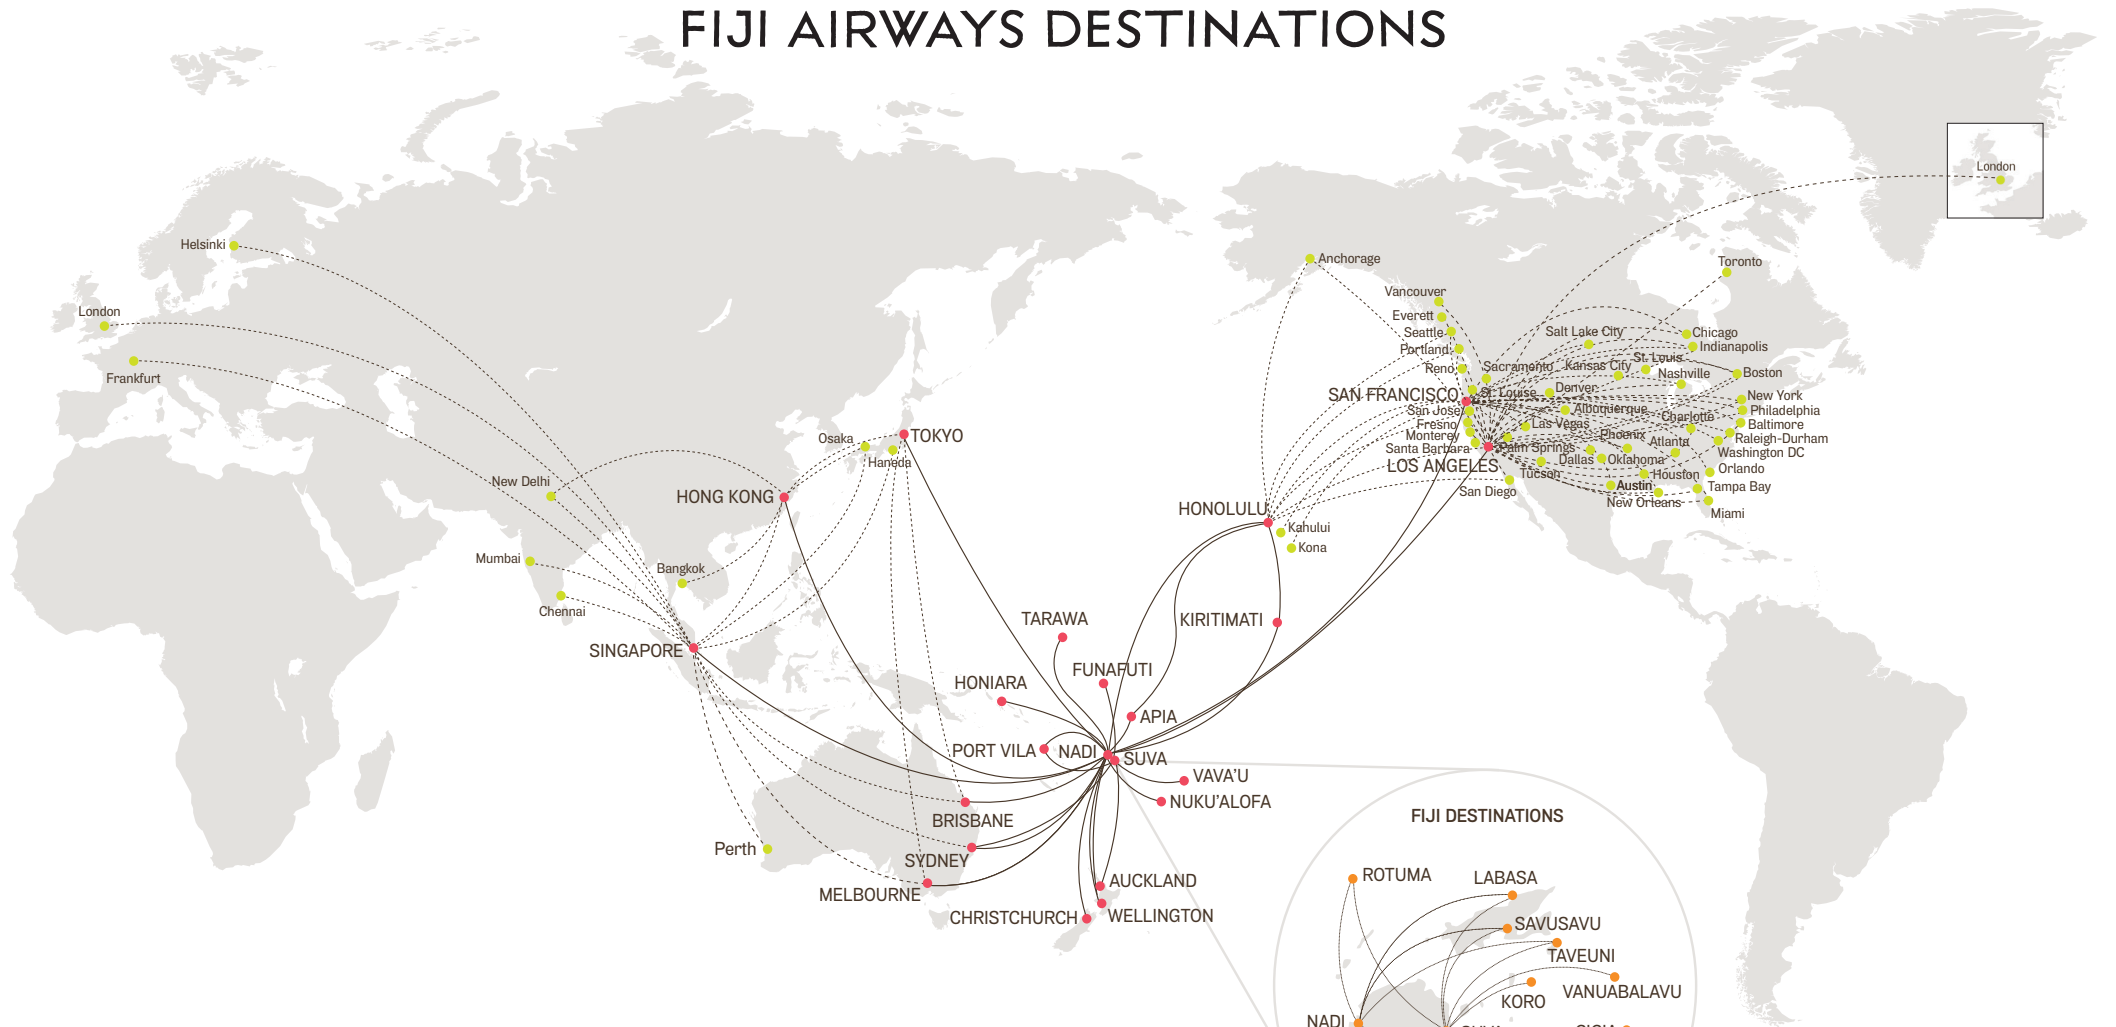 FIJI AIRWAYS DESTINATIONS
London
Helsinki
London
Frankfurt
Anchorage
Toronto
Vancouver
Everett
Seattle
Portland
Reno
Sacramento
Salt Lake City
Chicago
Indianapolis
St. Louis
Kansas City
Nashville
Boston
SAN FRANCISCO
St. Louise
Denver
New York
San Jose
Albuquerque
Charlotte
Philadelphia
Fresno
Las Vegas
Baltimore
Monterey
Phoenix
Atlanta
Raleigh-Durham
Santa Barbara
Palm Springs
Dallas
Oklahoma
Washington DC
LOS ANGELES
Tucson
Houston
Orlando
San Diego
Austin
Tampa Bay
New Orleans
Miami
Osaka
TOKYO
Haneda
New Delhi
HONG KONG
HONOLULU
Kahului
Kona
Mumbai
Bangkok
Chennai
SINGAPORE
TARAWA
KIRITIMATI
FUNAFUTI
HONIARA
APIA
PORT VILA
NADI
SUVA
VAVA'U
NUKU'ALOFA
BRISBANE
Perth
SYDNEY
MELBOURNE
AUCKLAND
CHRISTCHURCH
WELLINGTON
FIJI DESTINATIONS
ROTUMA
LABASA
SAVUSAVU
TAVEUNI
KORO
VANUABALAVU
NADI